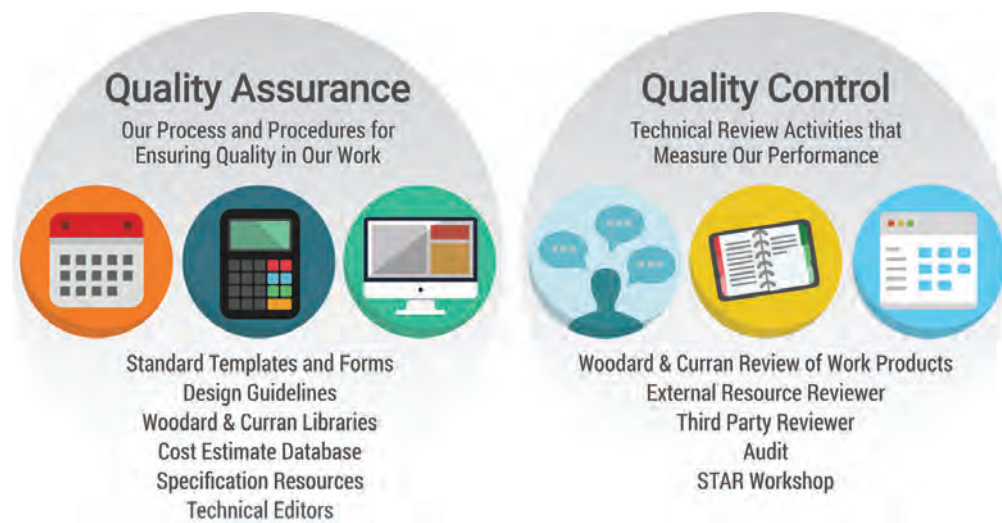 Quality Assurance
Our Process and Procedures for
Ensuring Quality in Our Work
Standard Templates and Forms
Design Guidelines
Woodard & Curran Libraries
Cost Estimate Database
Specification Resources
Technical Editors
Quality Control
Technical Review Activities that
Measure Our Performance
Woodard & Curran Review of Work Products
External Resource Reviewer
Third Party Reviewer
Audit
STAR Workshop